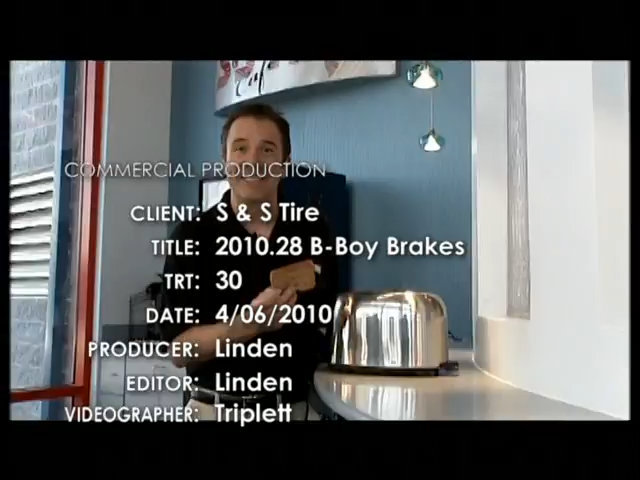 COMMERCIAL PRODUCTION
CLIENT: S & S Tire
TITLE: 2010.28 B-Boy Brakes
TRT: 30
DATE: 4/06/2010
PRODUCER: Linden
EDITOR: Linden
VIDEOGRAPHER: Triplett